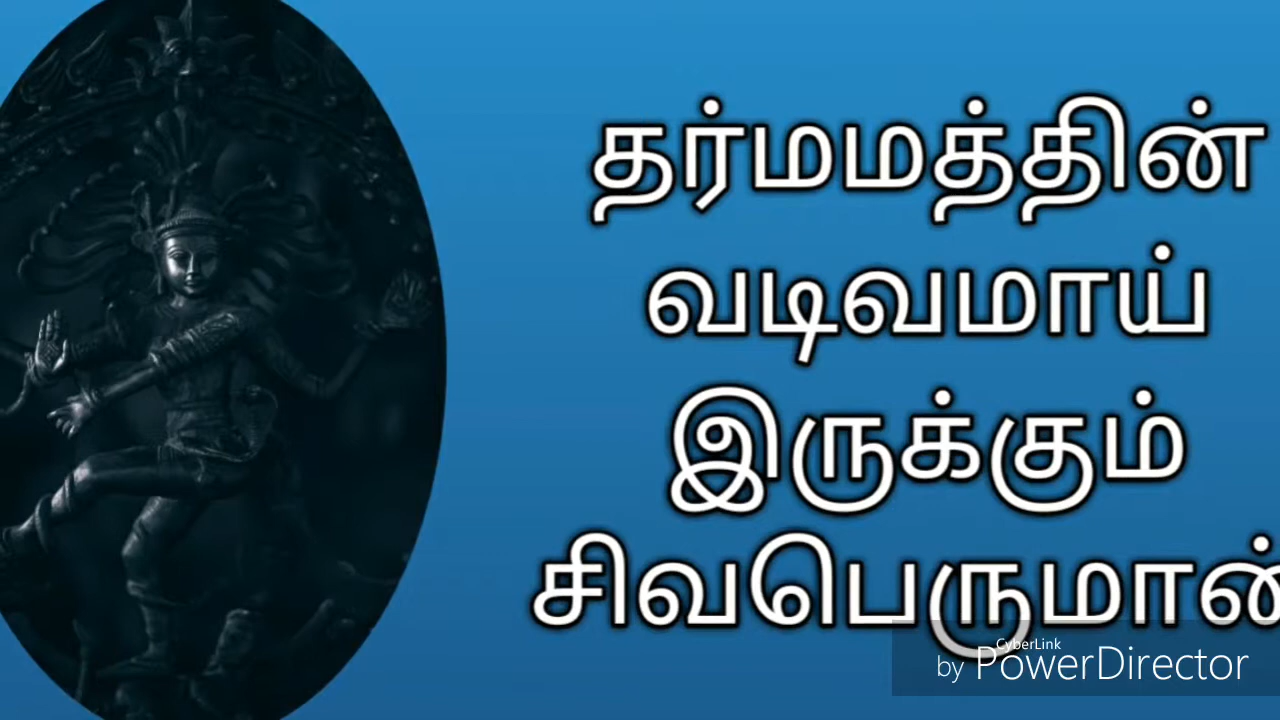 தர்மமத்தின்
வடிவமாய்
இருக்கும்
சிவபெருமான்
CyberLink
by PowerDirector